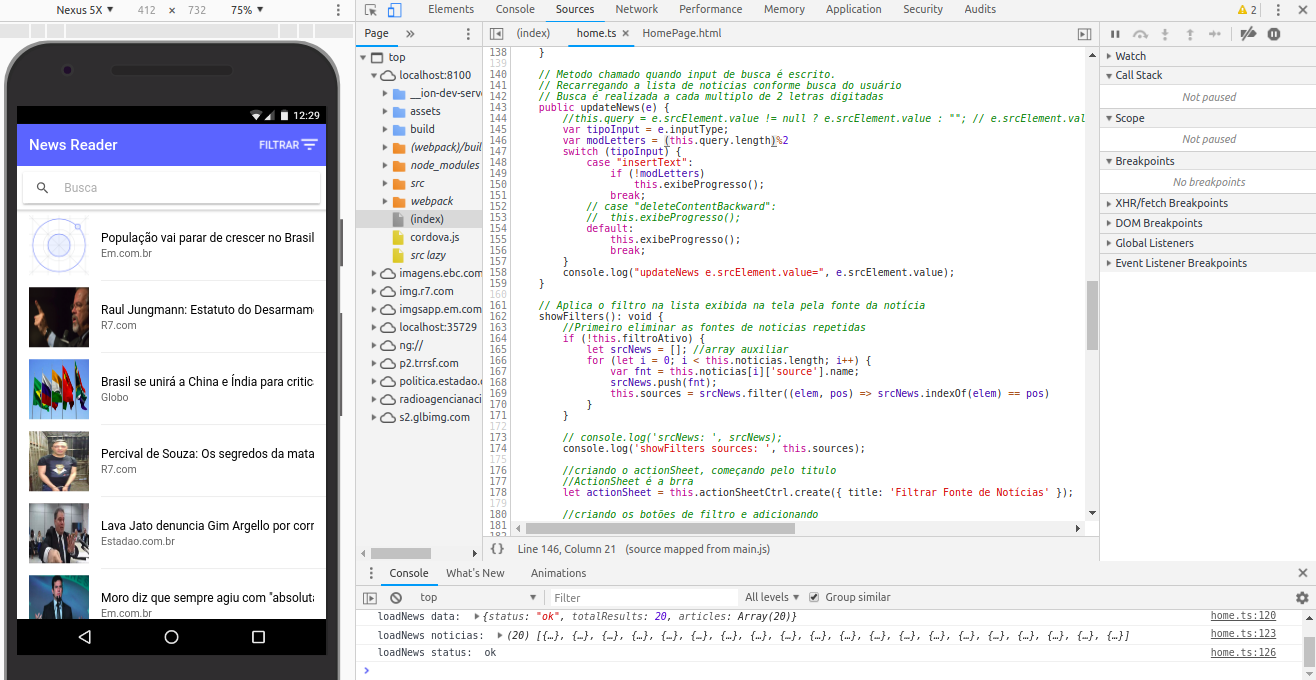 Nexus 5X ▼ 412 × 732 75% ▼
Elements Console Sources Network Performance Memory Application Security Audits 2
Page »
(index) home.ts × HomePage.html
12:29
News Reader FILTRAR
Busca
População vai parar de crescer no Brasil
Em.com.br
Raul Jungmann: Estatuto do Desarmam
R7.com
Brasil se unirá a China e Índia para critic
Globo
Percival de Souza: Os segredos da mata
R7.com
Lava Jato denuncia Gim Argello por corr
Estadao.com.br
Moro diz que sempre agiu com "absolut
Em.com.br
top
localhost:8100
__ion-dev-serv
assets
build
(webpack)/buil
node_modules
src
webpack
(index)
cordova.js
src lazy
imagens.ebc.com
img.r7.com
imgsapp.em.com
localhost:35729
ng://
p2.trrsf.com
politica.estadao.c
radioagencianaci
s2.glbimg.com
138 }
139
140 // Metodo chamado quando input de busca é escrito.
141 // Recarregando a lista de noticias conforme busca do usuário
142 // Busca é realizada a cada multiplo de 2 letras digitadas
143 public updateNews(e) {
144 //this.query = e.srcElement.value != null ? e.srcElement.value : ""; // e.srcElement.val
145 var tipoInput = e.inputType;
146 var modLetters = (this.query.length)%2
147 switch (tipoInput) {
148 case "insertText":
149 if (!modLetters)
150 this.exibeProgresso();
151 break;
152 // case "deleteContentBackward":
153 // this.exibeProgresso();
154 default:
155 this.exibeProgresso();
156 break;
157 }
158 console.log("updateNews e.srcElement.value=", e.srcElement.value);
159 }
160
161 // Aplica o filtro na lista exibida na tela pela fonte da notícia
162 showFilters(): void {
163 //Primeiro eliminar as fontes de noticias repetidas
164 if (!this.filtroAtivo) {
165 let srcNews = []; //array auxiliar
166 for (let i = 0; i < this.noticias.length; i++) {
167 var fnt = this.noticias[i]['source'].name;
168 srcNews.push(fnt);
169 this.sources = srcNews.filter((elem, pos) => srcNews.indexOf(elem) == pos)
170 }
171 }
172
173 // console.log('srcNews: ', srcNews);
174 console.log('showFilters sources: ', this.sources);
175
176 //criando o actionSheet, começando pelo titulo
177 //ActionSheet é a brra
178 let actionSheet = this.actionSheetCtrl.create({ title: 'Filtrar Fonte de Notícias' });
179
180 //criando os botões de filtro e adicionando
181
{} Line 146, Column 21 (source mapped from main.js)
Watch
Call Stack
Not paused
Scope
Not paused
Breakpoints
No breakpoints
XHR/fetch Breakpoints
DOM Breakpoints
Global Listeners
Event Listener Breakpoints
Console What's New Animations
top ▼ Filter All levels ▼ Group similar
loadNews data: ▶{status: "ok", totalResults: 20, articles: Array(20)} home.ts:120
loadNews noticias: ▶(20) [{…}, {…}, {…}, {…}, {…}, {…}, {…}, {…}, {…}, {…}, {…}, {…}, {…}, {…}, {…}, {…}, {…}, {…}, {…}, {…}] home.ts:123
loadNews status: ok home.ts:126